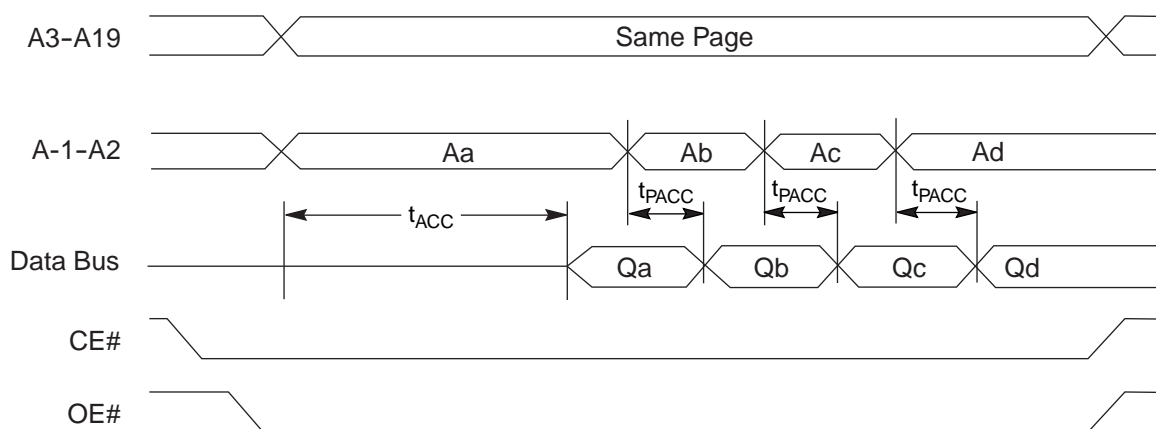 A3-A19 Same Page
A-1-A2 Aa Ab Ac Ad
tACC tPACC tPACC tPACC
Data Bus Qa Qb Qc Qd
CE#
OE#